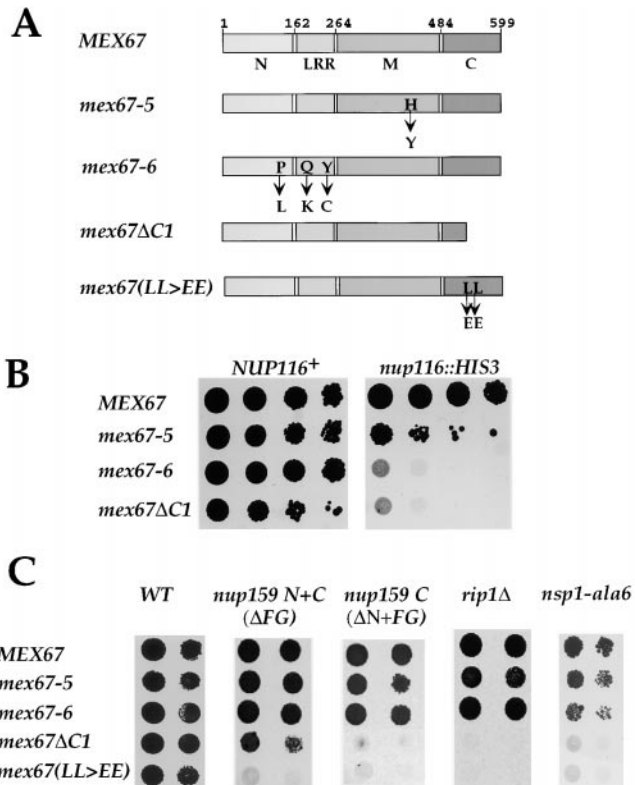 A
1 162 264 484 599
MEX67
N LRR M C
mex67-5
H
Y
mex67-6
P Q Y
L K C
mex67ΔC1
mex67(LL>EE)
LL
EE
B
NUP116+ nup116::HIS3
MEX67
mex67-5
mex67-6
mex67ΔC1
C
WT nup159 N+C nup159 C rip1Δ nsp1-ala6
(ΔFG) (ΔN+FG)
MEX67
mex67-5
mex67-6
mex67ΔC1
mex67(LL>EE)